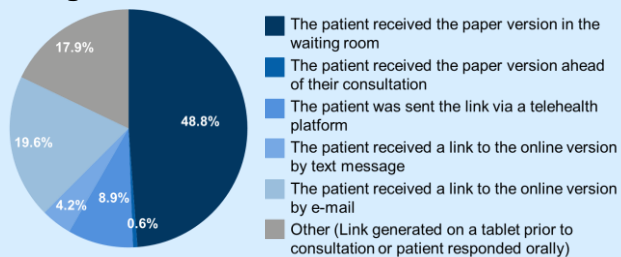 17.9%
48.8%
19.6%
4.2%
8.9%
0.6%
The patient received the paper version in the
waiting room
The patient received the paper version ahead
of their consultation
The patient was sent the link via a telehealth
platform
The patient received a link to the online version
by text message
The patient received a link to the online version
by e-mail
Other (Link generated on a tablet prior to
consultation or patient responded orally)